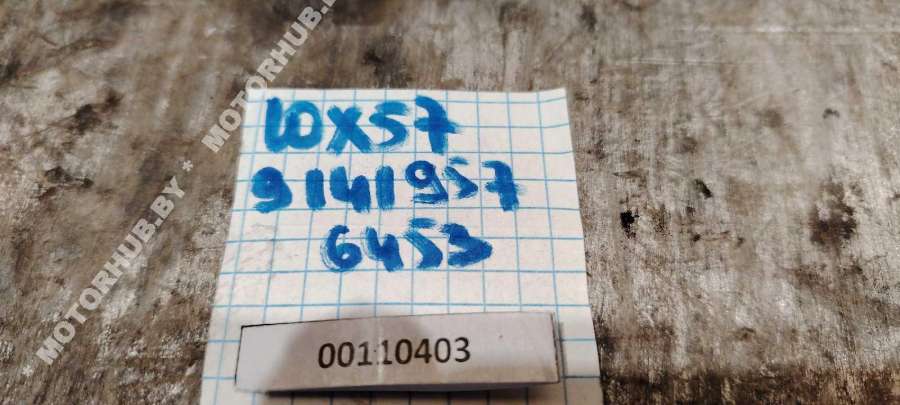 MOTORHUB.BY * MOTORHUB.BY *
10X57
9141957
6453
00110403